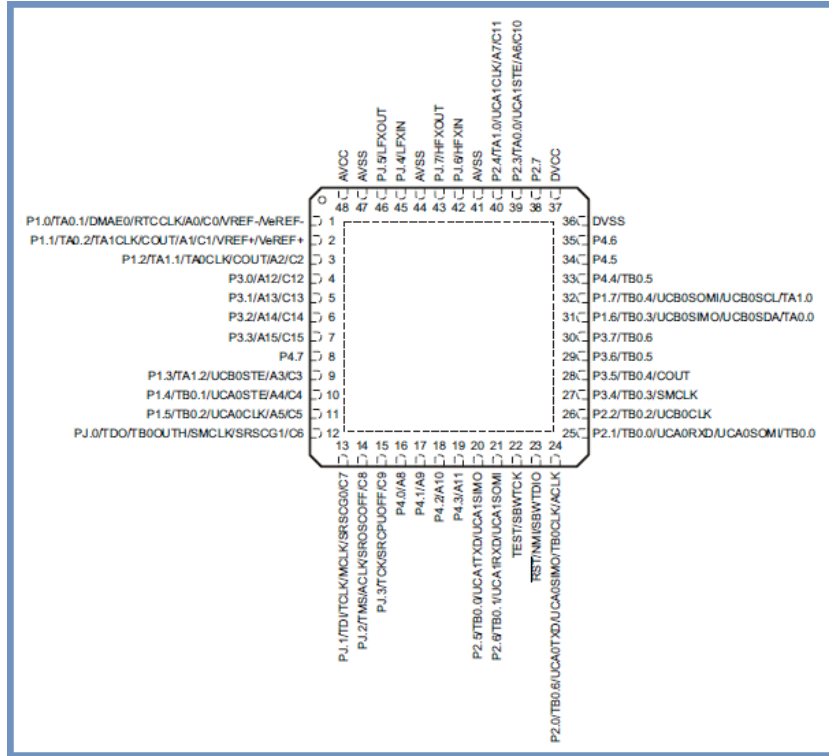 AVCC
AVSS
PJ.5/LFXOUT
PJ.4/LFXIN
AVSS
PJ.7/HFXOUT
PJ.6/HFXIN
AVSS
P2.4/TA1.0/UCA1CLK/A7/C11
P2.3/TA0.0/UCA1STE/A6/C10
P2.7
DVCC
48 47 46 45 44 43 42 41 40 39 38 37
P1.0/TA0.1/DMAE0/RTCCLK/A0/C0/VREF-/VeREF- 1
P1.1/TA0.2/TA1CLK/COUT/A1/C1/VREF+/VeREF+ 2
P1.2/TA1.1/TA0CLK/COUT/A2/C2 3
P3.0/A12/C12 4
P3.1/A13/C13 5
P3.2/A14/C14 6
P3.3/A15/C15 7
P4.7 8
P1.3/TA1.2/UCB0STE/A3/C3 9
P1.4/TB0.1/UCA0STE/A4/C4 10
P1.5/TB0.2/UCA0CLK/A5/C5 11
PJ.0/TDO/TB0OUTH/SMCLK/SRSCG1/C6 12
36 DVSS
35 P4.6
34 P4.5
33 P4.4/TB0.5
32 P1.7/TB0.4/UCB0SOMI/UCB0SCL/TA1.0
31 P1.6/TB0.3/UCB0SIMO/UCB0SDA/TA0.0
30 P3.7/TB0.6
29 P3.6/TB0.5
28 P3.5/TB0.4/COUT
27 P3.4/TB0.3/SMCLK
26 P2.2/TB0.2/UCB0CLK
25 P2.1/TB0.0/UCA0RXD/UCA0SOMI/TB0.0
13 14 15 16 17 18 19 20 21 22 23 24
PJ.1/TDI/TCLK/MCLK/SRSCG0/C7
PJ.2/TMS/ACLK/SROSCOFF/C8
PJ.3/TCK/SRCPUOFF/C9
P4.0/A8
P4.1/A9
P4.2/A10
P4.3/A11
P2.5/TB0.0/UCA1TXD/UCA1SIMO
P2.6/TB0.1/UCA1RXD/UCA1SOMI
TEST/SBWTCK
RST/NMI/SBWTDIO
P2.0/TB0.6/UCA0TXD/UCA0SIMO/TB0CLK/ACLK